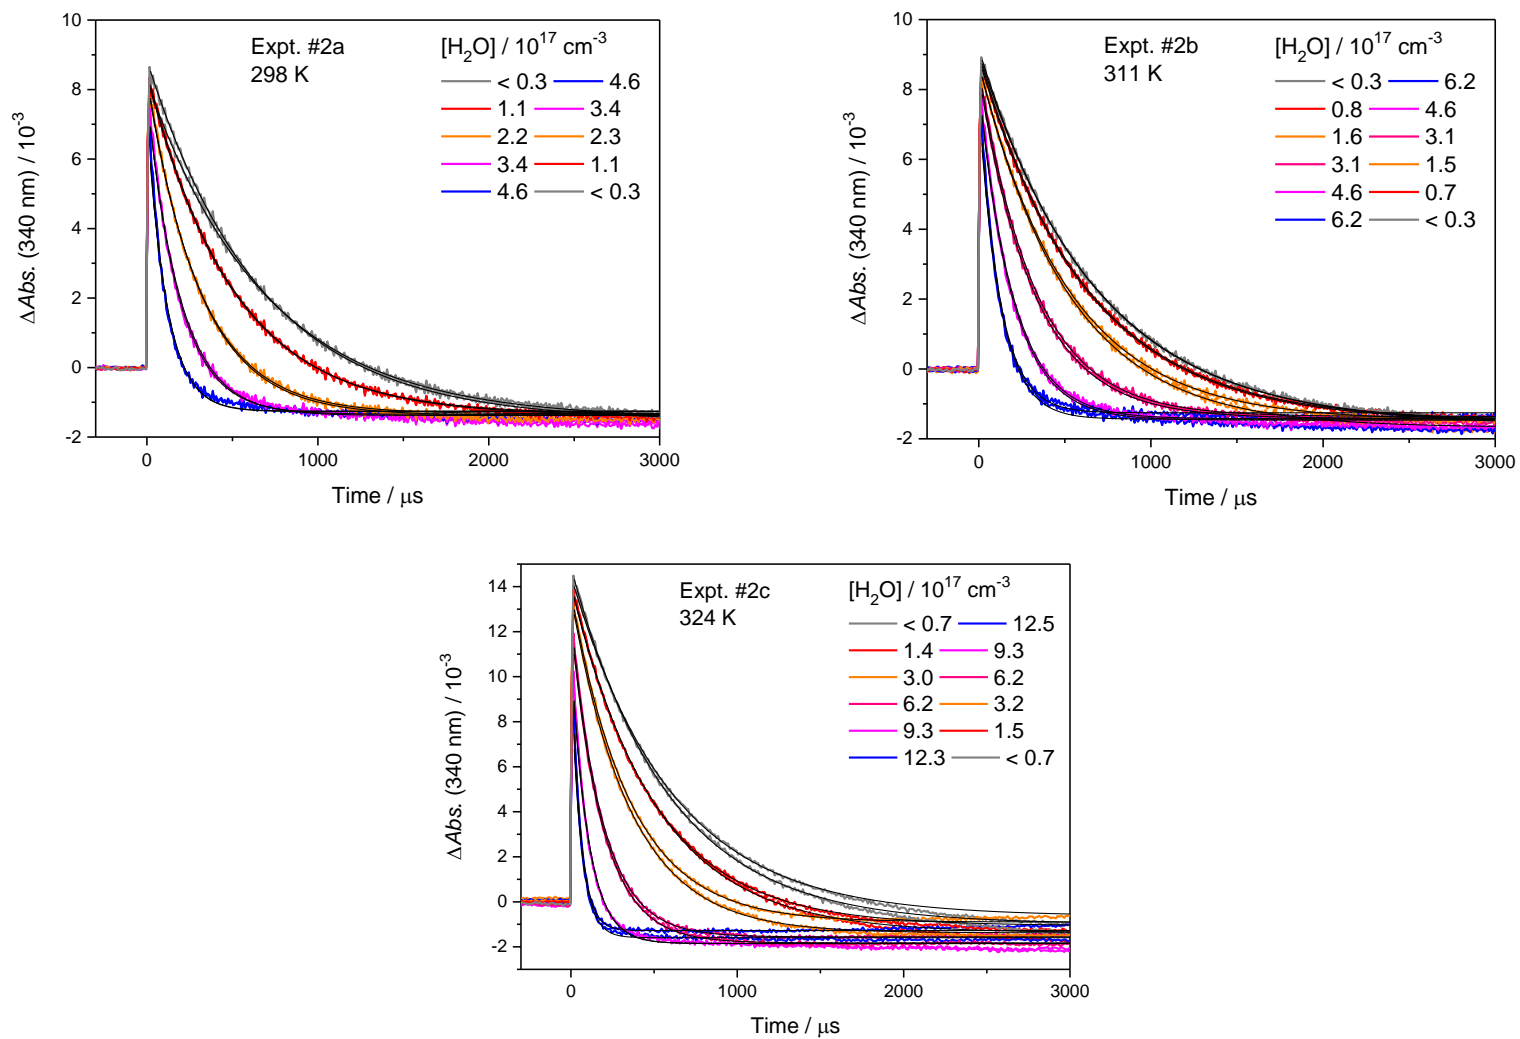 Expt. #2a
298 K
[H2O] / 10^17 cm^-3
< 0.3 4.6
1.1 3.4
2.2 2.3
3.4 1.1
4.6 < 0.3
10
8
6
4
2
0
-2
ΔAbs. (340 nm) / 10^-3
0 1000 2000 3000
Time / μs
Expt. #2b
311 K
[H2O] / 10^17 cm^-3
< 0.3 6.2
0.8 4.6
1.6 3.1
3.1 1.5
4.6 0.7
6.2 < 0.3
10
8
6
4
2
0
-2
ΔAbs. (340 nm) / 10^-3
0 1000 2000 3000
Time / μs
Expt. #2c
324 K
[H2O] / 10^17 cm^-3
< 0.7 12.5
1.4 9.3
3.0 6.2
6.2 3.2
9.3 1.5
12.3 < 0.7
14
12
10
8
6
4
2
0
-2
ΔAbs. (340 nm) / 10^-3
0 1000 2000 3000
Time / μs